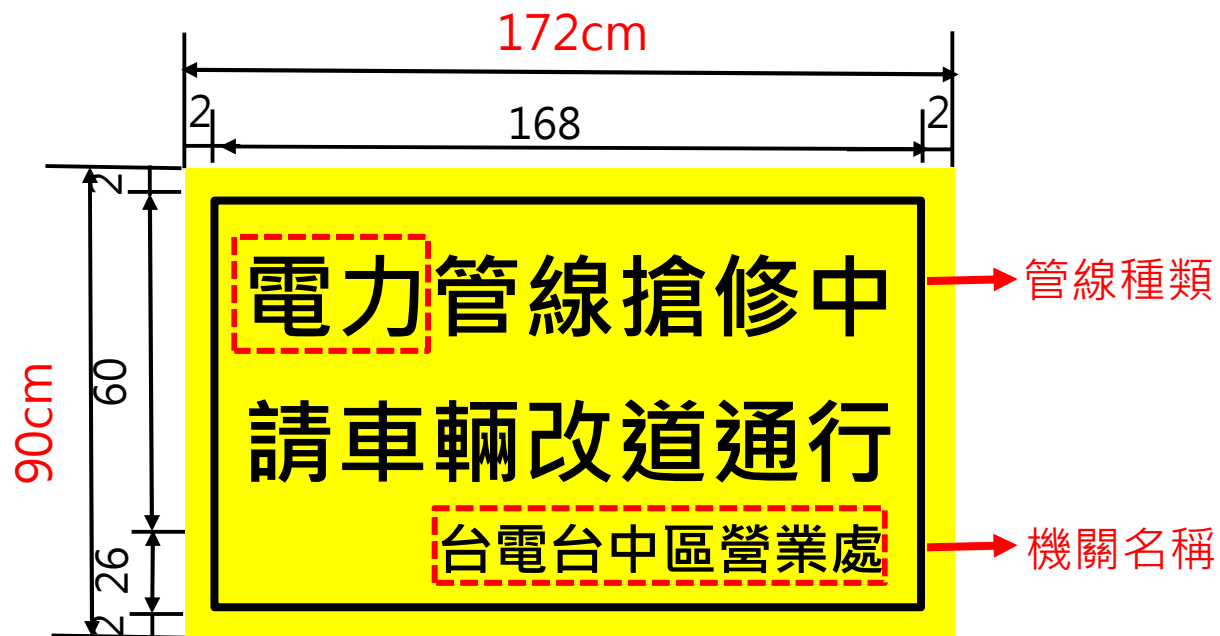 172cm
2
168
2
2
電力管線搶修中
管線種類
60
90cm
請車輛改道通行
台電台中區營業處
機關名稱
26
2